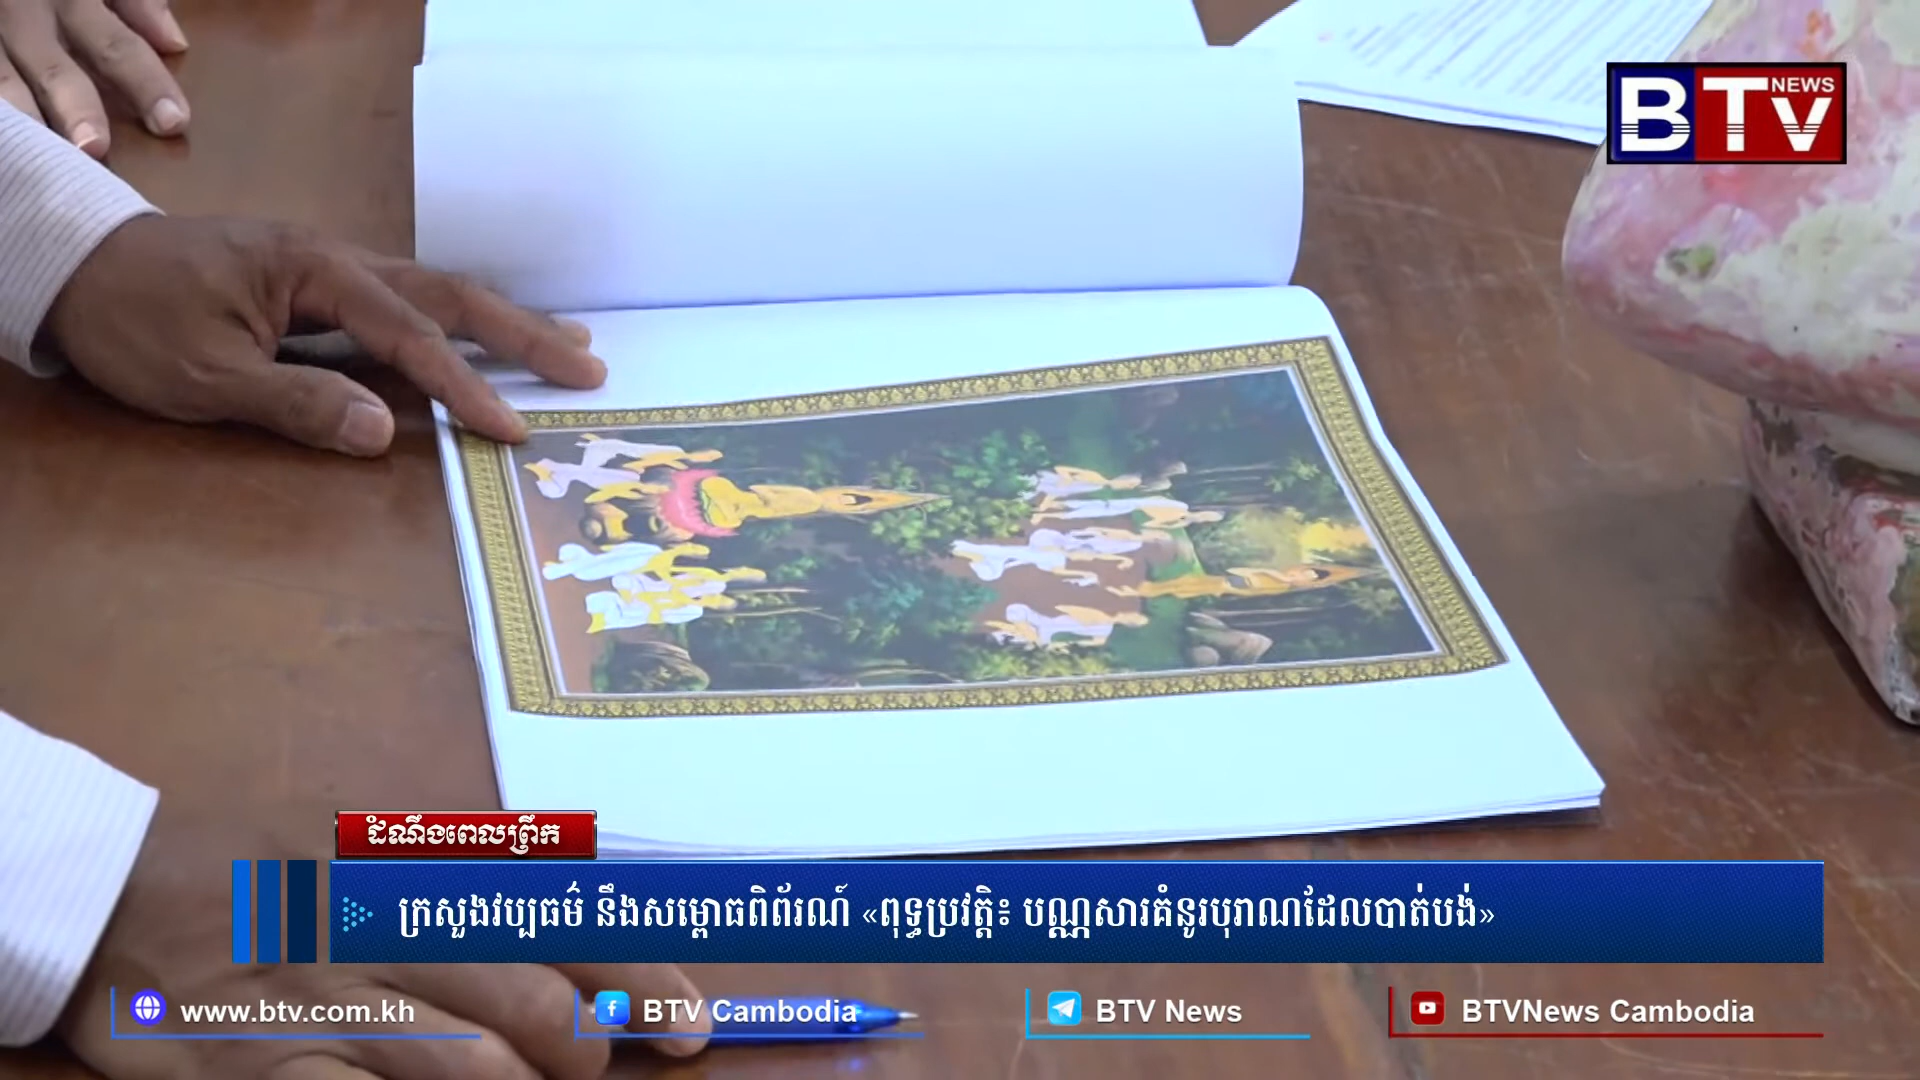 BTV NEWS
ដំណឹងពេលព្រឹក
ក្រសួងវប្បធម៌ នឹងសម្ពោធពិព័រណ៍ «ពុទ្ធប្រវត្តិ៖ បណ្ណសារគំនូរបុរាណដែលបាត់បង់»
www.btv.com.kh
BTV Cambodia
BTV News
BTVNews Cambodia